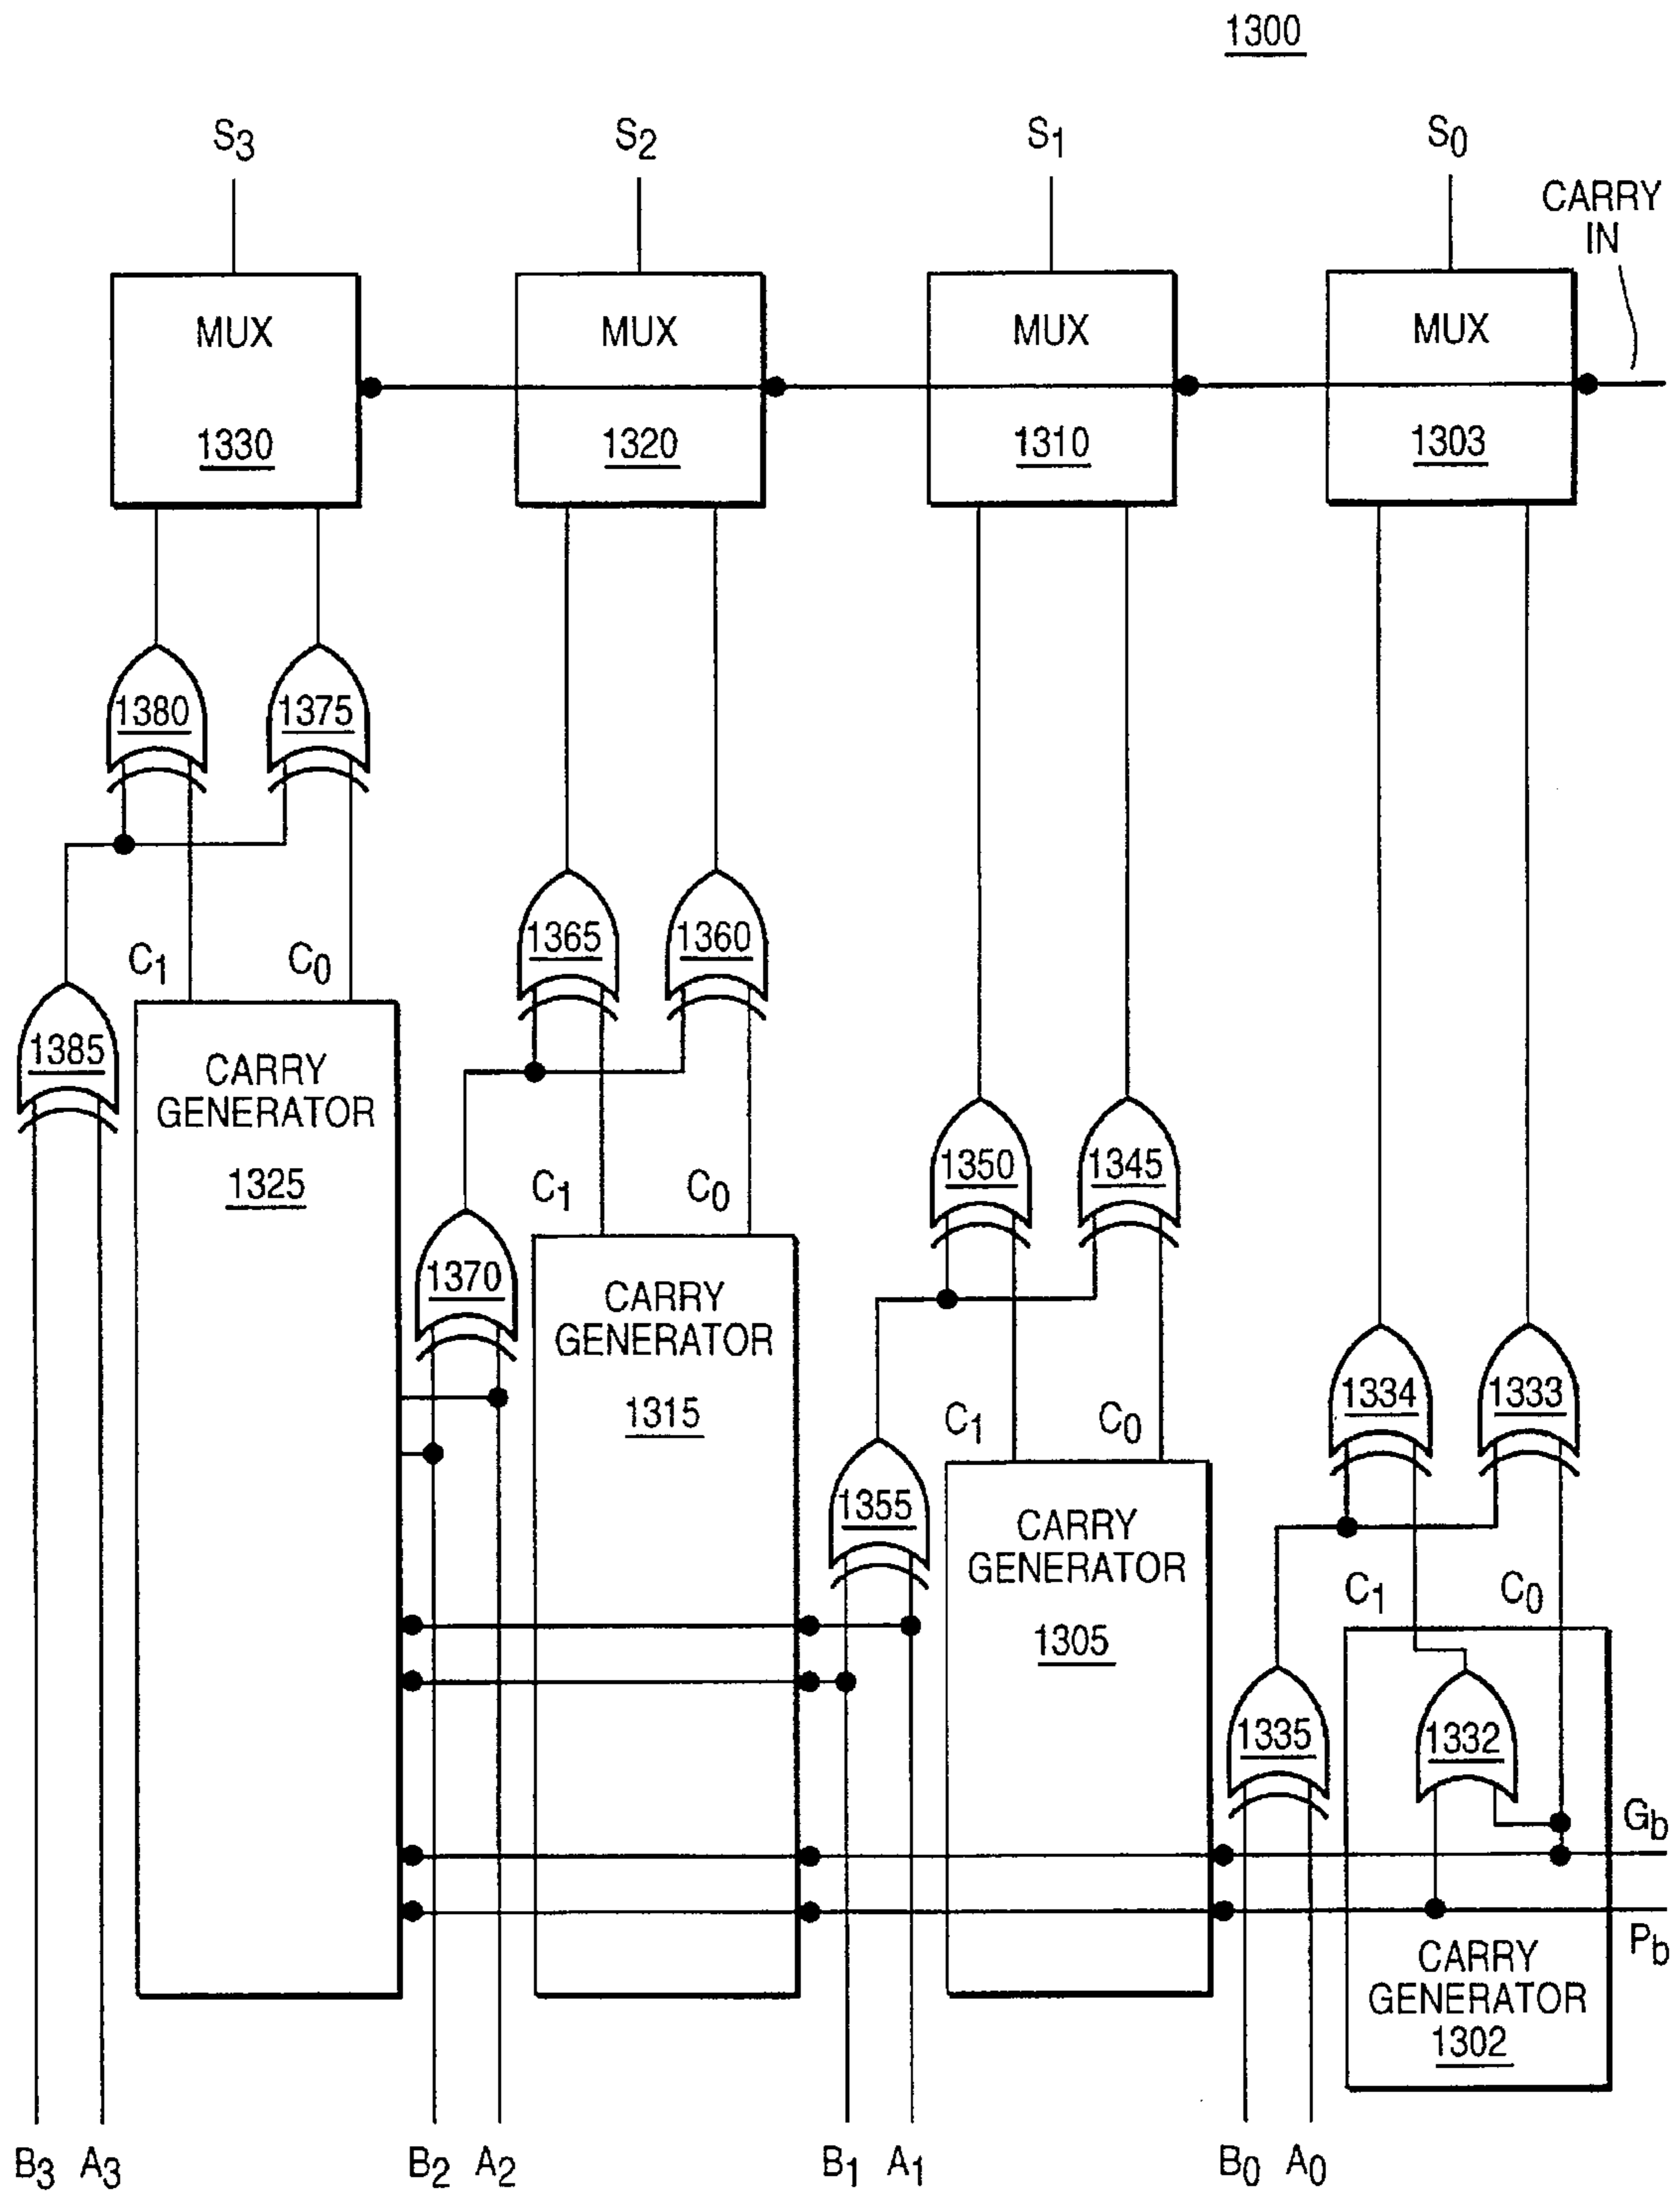 1300
S3
S2
S1
S0
CARRY
IN
MUX
MUX
MUX
MUX
1330
1320
1310
1303
1380
1375
1365
1360
C1
C0
1385
CARRY
GENERATOR
1325
1350
1345
C1
C0
1370
CARRY
GENERATOR
1315
1334
1333
C1
C0
1355
CARRY
GENERATOR
1305
C1
C0
1335
1332
Gb
Pb
CARRY
GENERATOR
1302
B3
A3
B2
A2
B1
A1
B0
A0